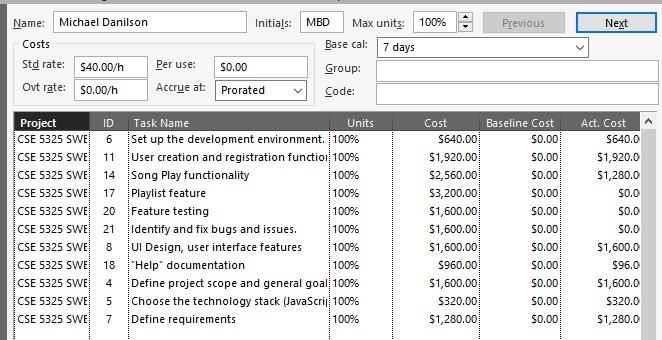 Name: Michael Danilson Initials: MBD Max units: 100% Previous Next
Costs Base cal: 7 days
Std rate: $40.00/h Per use: $0.00 Group:
Ovt rate: $0.00/h Accrue at: Prorated Code:
Project ID Task Name Units Cost Baseline Cost Act. Cost
CSE 5325 SWE 6 Set up the development environment. 100% $640.00 $0.00 $640.0
CSE 5325 SWE 11 User creation and registration functio 100% $1,920.00 $0.00 $1,920.0
CSE 5325 SWE 14 Song Play functionality 100% $2,560.00 $0.00 $1,280.0
CSE 5325 SWE 17 Playlist feature 100% $3,200.00 $0.00 $0.0
CSE 5325 SWE 20 Feature testing 100% $1,600.00 $0.00 $0.0
CSE 5325 SWE 21 Identify and fix bugs and issues. 100% $1,600.00 $0.00 $0.0
CSE 5325 SWE 8 UI Design, user interface features 100% $1,600.00 $0.00 $1,600.0
CSE 5325 SWE 18 "Help" documentation 100% $960.00 $0.00 $96.0
CSE 5325 SWE 4 Define project scope and general goal 100% $1,600.00 $0.00 $1,600.0
CSE 5325 SWE 5 Choose the technology stack (JavaScri 100% $320.00 $0.00 $320.0
CSE 5325 SWE 7 Define requirements 100% $1,280.00 $0.00 $1,280.0